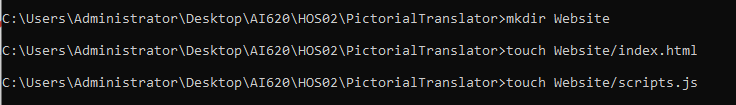 C:\Users\Administrator\Desktop\AI620\HOS02\PictorialTranslator>mkdir Website
C:\Users\Administrator\Desktop\AI620\HOS02\PictorialTranslator>touch Website/index.html
C:\Users\Administrator\Desktop\AI620\HOS02\PictorialTranslator>touch Website/scripts.js